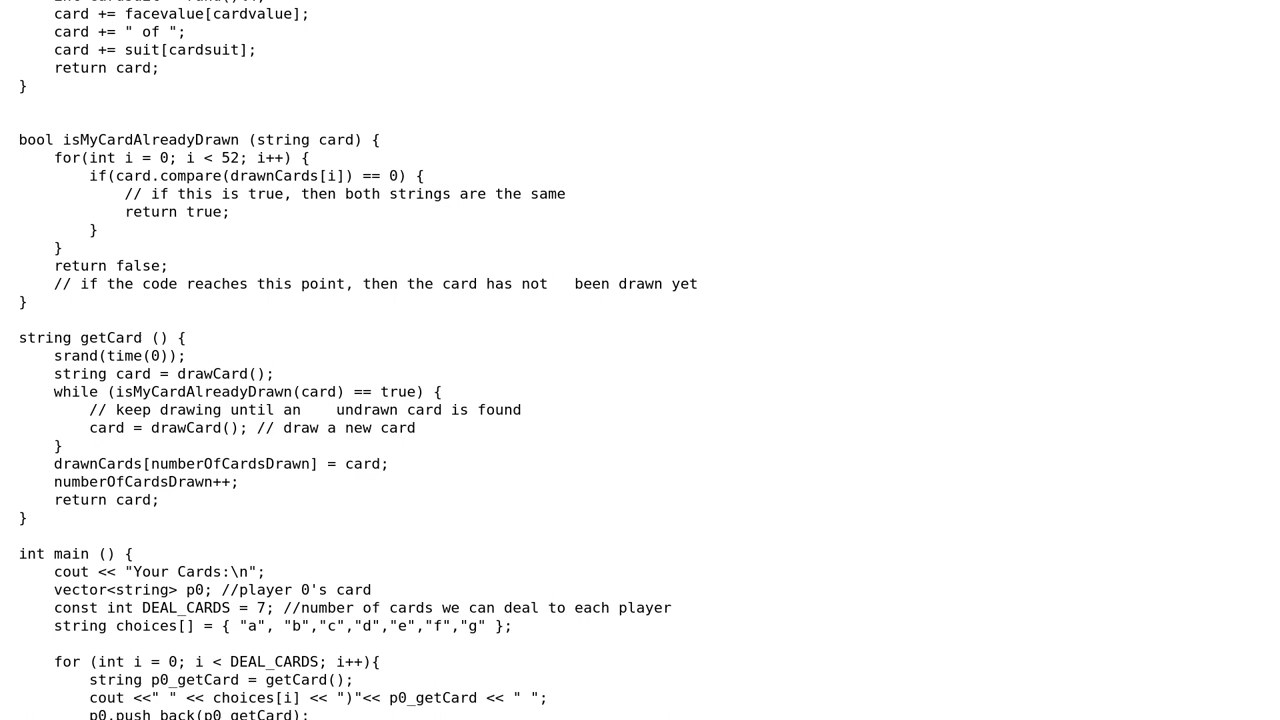 card += facevalue[cardvalue];
    card += " of ";
    card += suit[cardsuit];
    return card;
}
bool isMyCardAlreadyDrawn (string card) {
    for(int i = 0; i < 52; i++) {
        if(card.compare(drawnCards[i]) == 0) {
            // if this is true, then both strings are the same
            return true;
        }
    }
    return false;
    // if the code reaches this point, then the card has not   been drawn yet
}
string getCard () {
    srand(time(0));
    string card = drawCard();
    while (isMyCardAlreadyDrawn(card) == true) {
        // keep drawing until an    undrawn card is found
        card = drawCard(); // draw a new card
    }
    drawnCards[numberOfCardsDrawn] = card;
    numberOfCardsDrawn++;
    return card;
}
int main () {
    cout << "Your Cards:\n";
    vector<string> p0; //player 0's card
    const int DEAL_CARDS = 7; //number of cards we can deal to each player
    string choices[] = { "a", "b","c","d","e","f","g" };
    for (int i = 0; i < DEAL_CARDS; i++){
        string p0_getCard = getCard();
        cout <<" " << choices[i] << ")"<< p0_getCard << " ";
        p0.push_back(p0_getCard);